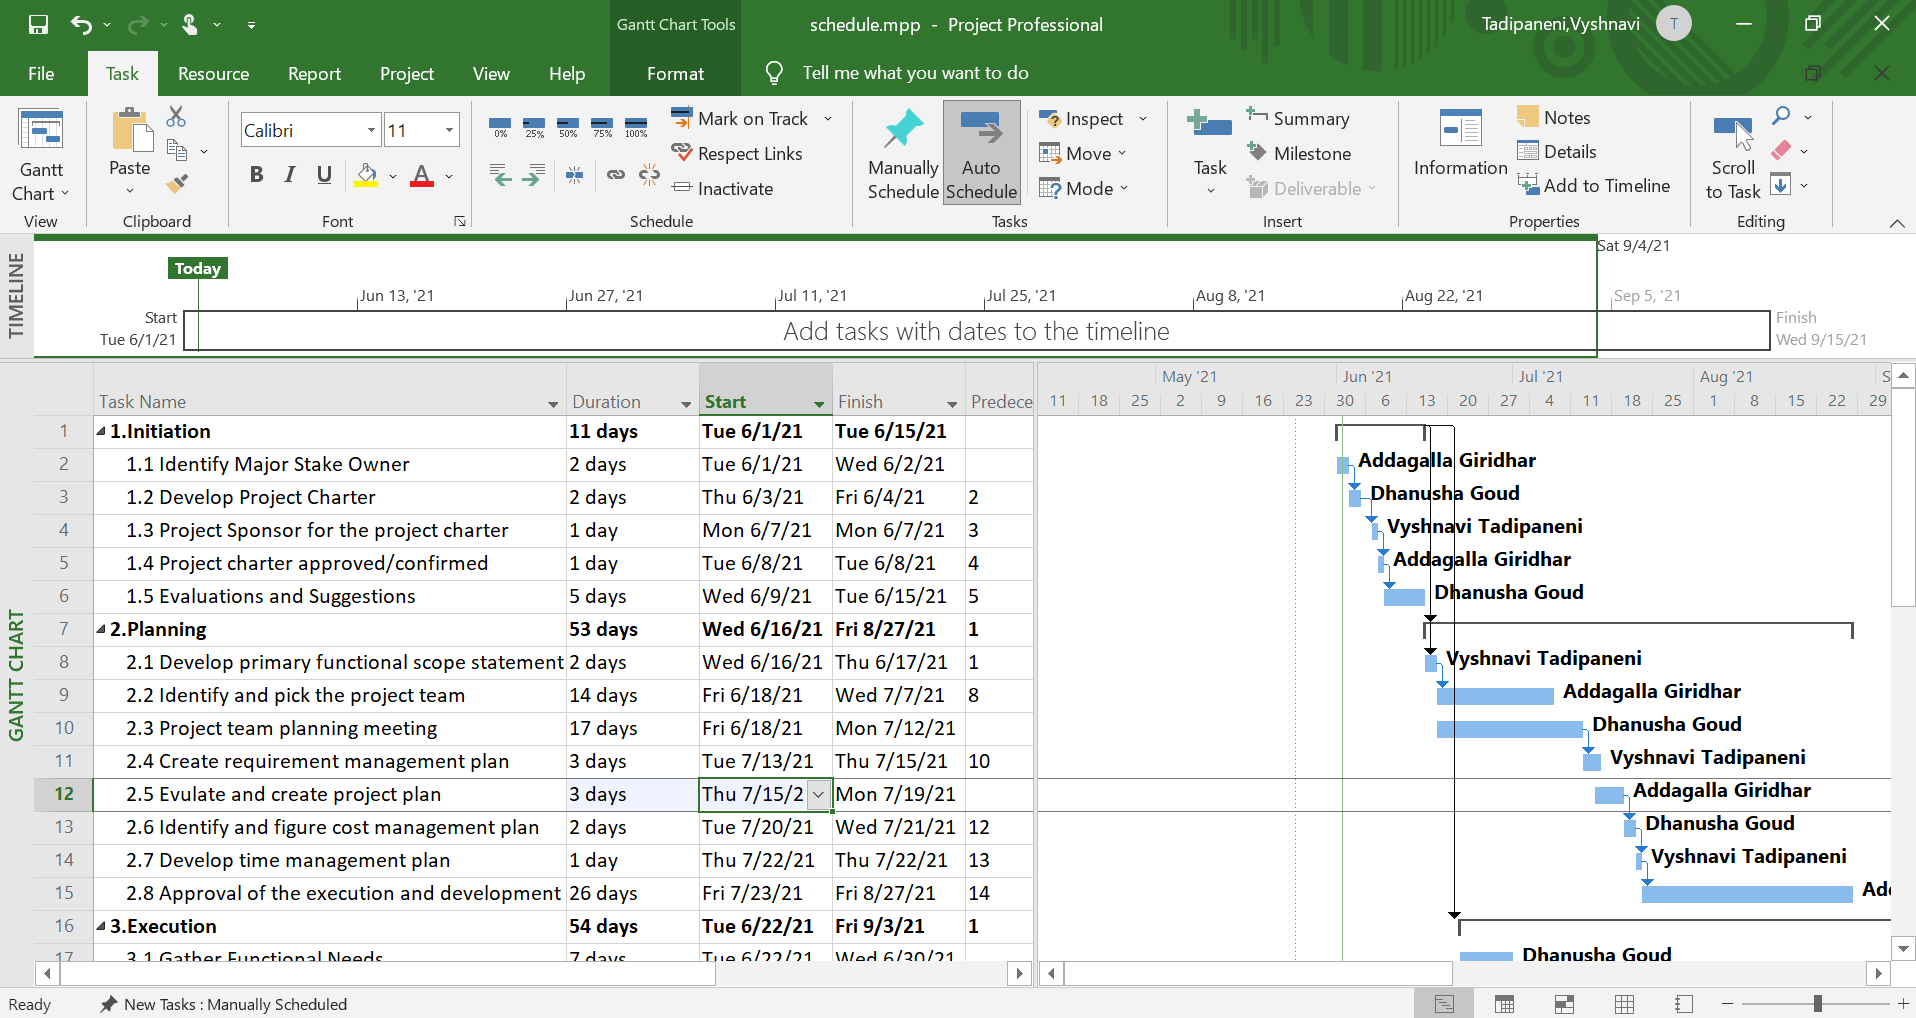 Gantt Chart Tools
schedule.mpp - Project Professional
Tadipaneni,Vyshnavi
T
File Task Resource Report Project View Help Format Tell me what you want to do
Gantt Chart
View
Paste
Clipboard
Calibri 11
B I U A
Font
0% 25% 50% 75% 100%
Mark on Track
Respect Links
Inactivate
Schedule
Manually Schedule
Auto Schedule
Inspect
Move
Mode
Tasks
Task
Summary
Milestone
Deliverable
Insert
Information
Notes
Details
Add to Timeline
Properties
Scroll to Task
Editing
TIMELINE
Sat 9/4/21
Today
Jun 13, '21 Jun 27, '21 Jul 11, '21 Jul 25, '21 Aug 8, '21 Aug 22, '21 Sep 5, '21
Start
Tue 6/1/21
Add tasks with dates to the timeline
Finish
Wed 9/15/21
GANTT CHART
Task Name Duration Start Finish Predece
May '21 Jun '21 Jul '21 Aug '21 S
11 18 25 2 9 16 23 30 6 13 20 27 4 11 18 25 1 8 15 22 29
1 1.Initiation 11 days Tue 6/1/21 Tue 6/15/21
2 1.1 Identify Major Stake Owner 2 days Tue 6/1/21 Wed 6/2/21 Addagalla Giridhar
3 1.2 Develop Project Charter 2 days Thu 6/3/21 Fri 6/4/21 2 Dhanusha Goud
4 1.3 Project Sponsor for the project charter 1 day Mon 6/7/21 Mon 6/7/21 3 Vyshnavi Tadipaneni
5 1.4 Project charter approved/confirmed 1 day Tue 6/8/21 Tue 6/8/21 4 Addagalla Giridhar
6 1.5 Evaluations and Suggestions 5 days Wed 6/9/21 Tue 6/15/21 5 Dhanusha Goud
7 2.Planning 53 days Wed 6/16/21 Fri 8/27/21 1
8 2.1 Develop primary functional scope statement 2 days Wed 6/16/21 Thu 6/17/21 1 Vyshnavi Tadipaneni
9 2.2 Identify and pick the project team 14 days Fri 6/18/21 Wed 7/7/21 8 Addagalla Giridhar
10 2.3 Project team planning meeting 17 days Fri 6/18/21 Mon 7/12/21 Dhanusha Goud
11 2.4 Create requirement management plan 3 days Tue 7/13/21 Thu 7/15/21 10 Vyshnavi Tadipaneni
12 2.5 Evulate and create project plan 3 days Thu 7/15/2 Mon 7/19/21 Addagalla Giridhar
13 2.6 Identify and figure cost management plan 2 days Tue 7/20/21 Wed 7/21/21 12 Dhanusha Goud
14 2.7 Develop time management plan 1 day Thu 7/22/21 Thu 7/22/21 13 Vyshnavi Tadipaneni
15 2.8 Approval of the execution and development 26 days Fri 7/23/21 Fri 8/27/21 14 Add
16 3.Execution 54 days Tue 6/22/21 Fri 9/3/21 1
17 3.1 Gather Functional Needs 7 days Tue 6/22/21 Wed 6/30/21 Dhanusha Goud
Ready New Tasks : Manually Scheduled